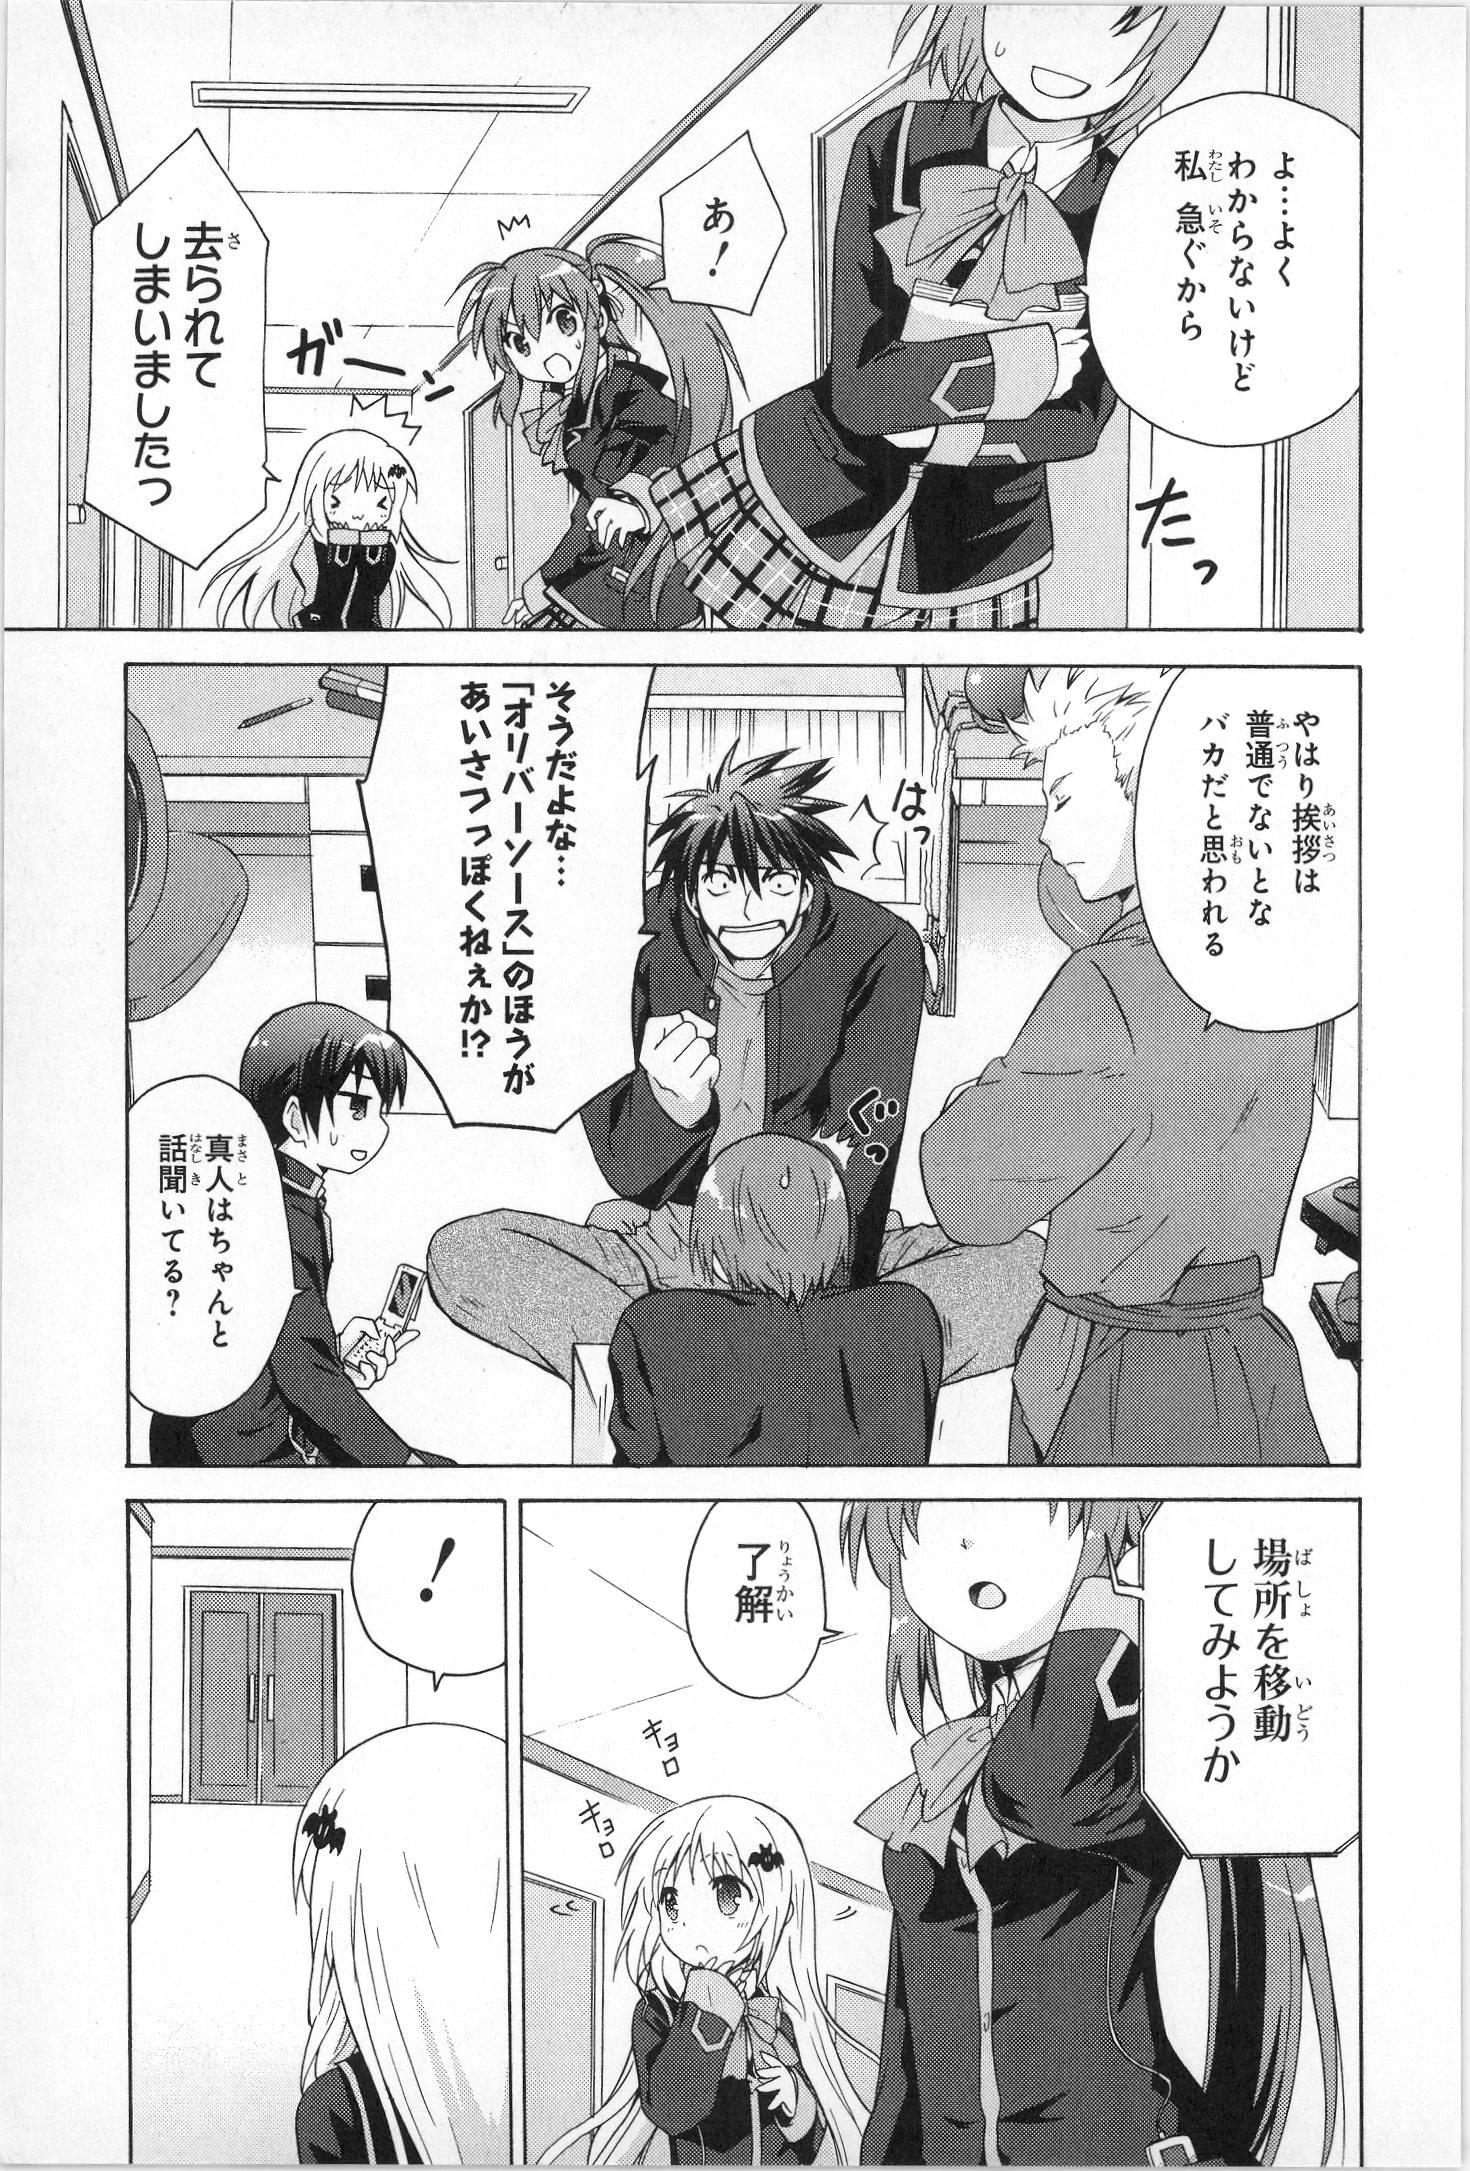 よ…よく
わからないけど
私 急ぐから
たっ
あ！
ガーン
去られて
しまいましたっ
やはり挨拶は
普通でないとな
バカだと思われる
はっ
そうだよな…
「オリバーソース」のほうが
あいさつっぽくねぇか!?
ぐっ
真人はちゃんと
話聞いてる？
場所を移動
してみようか
了解
キョロ
キョロ
！